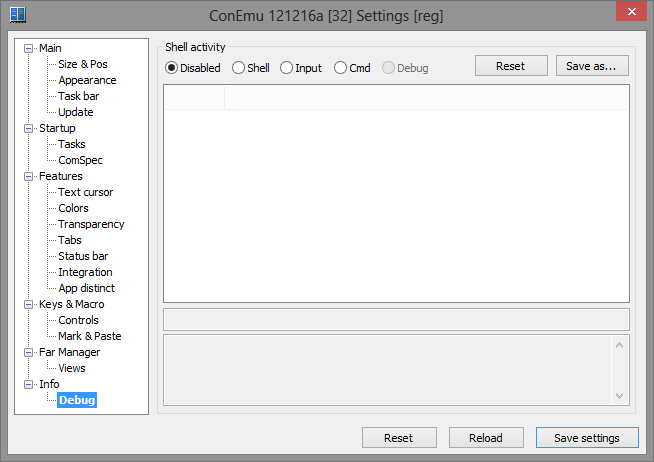 ConEmu 121216a [32] Settings [reg]
Main
Size & Pos
Appearance
Task bar
Update
Startup
Tasks
ComSpec
Features
Text cursor
Colors
Transparency
Tabs
Status bar
Integration
App distinct
Keys & Macro
Controls
Mark & Paste
Far Manager
Views
Info
Debug
Shell activity
Disabled Shell Input Cmd Debug Reset Save as...
Reset Reload Save settings